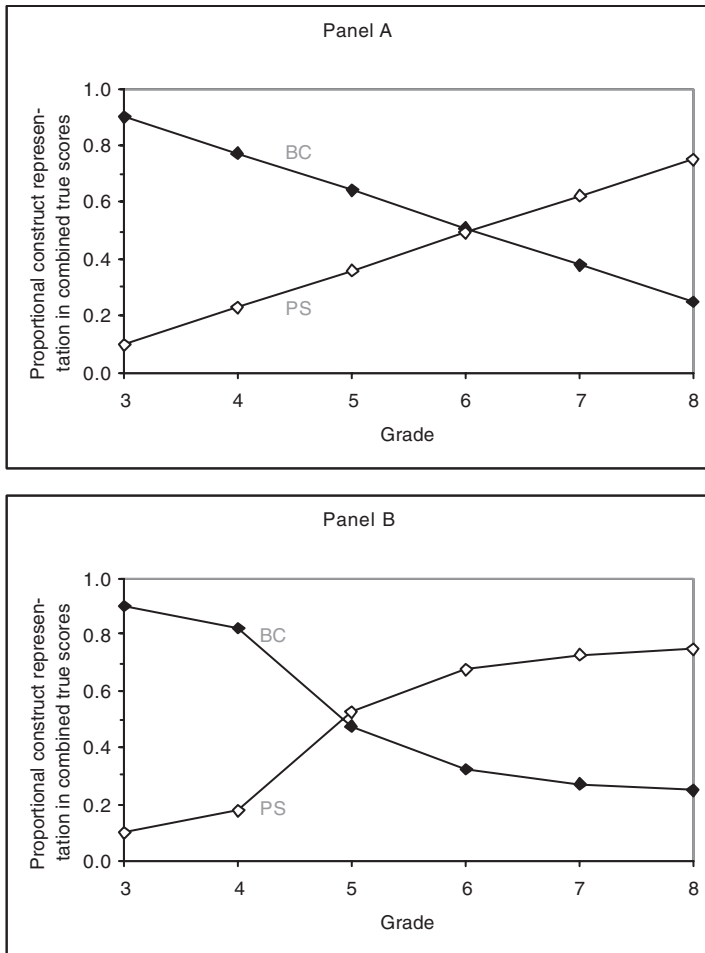 Panel A
Proportional construct represen-
tation in combined true scores
1.0
0.8
0.6
0.4
0.2
0.0
BC
PS
3 4 5 6 7 8
Grade
Panel B
Proportional construct represen-
tation in combined true scores
1.0
0.8
0.6
0.4
0.2
0.0
BC
PS
3 4 5 6 7 8
Grade